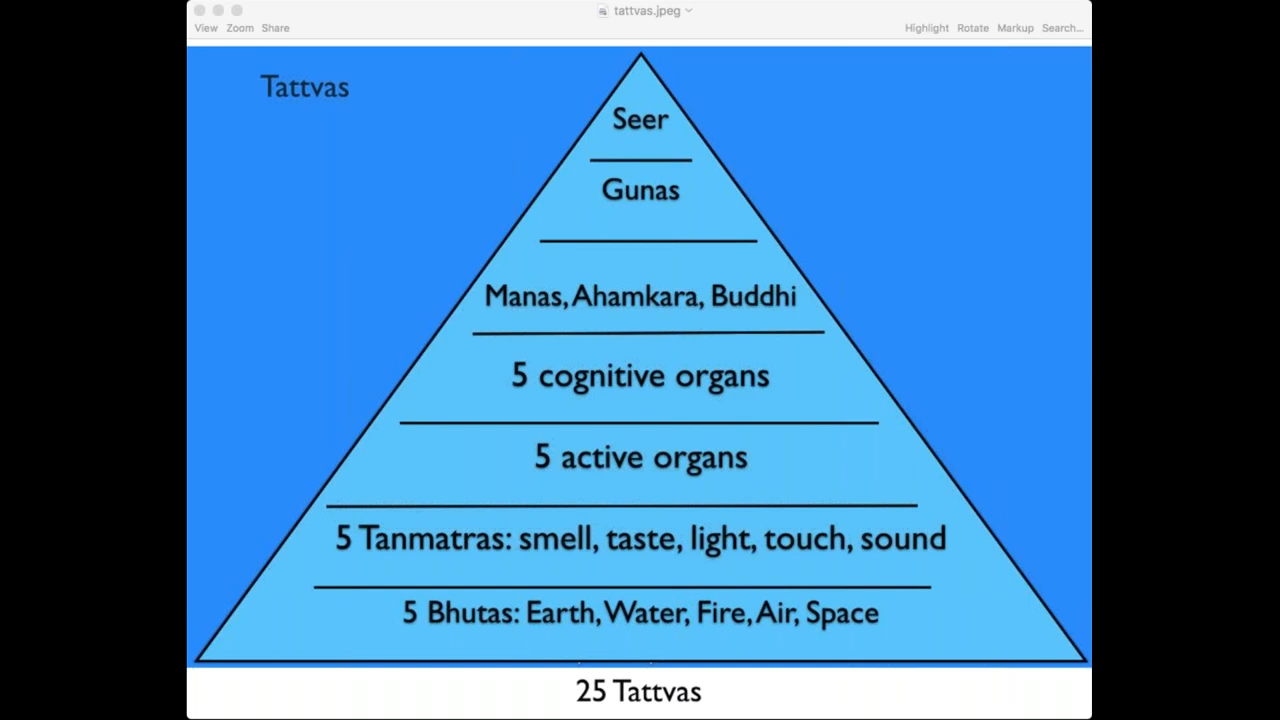 tattvas.jpeg
View Zoom Share
Highlight Rotate Markup Search...
Tattvas
Seer
Gunas
Manas, Ahamkara, Buddhi
5 cognitive organs
5 active organs
5 Tanmatras: smell, taste, light, touch, sound
5 Bhutas: Earth, Water, Fire, Air, Space
25 Tattvas